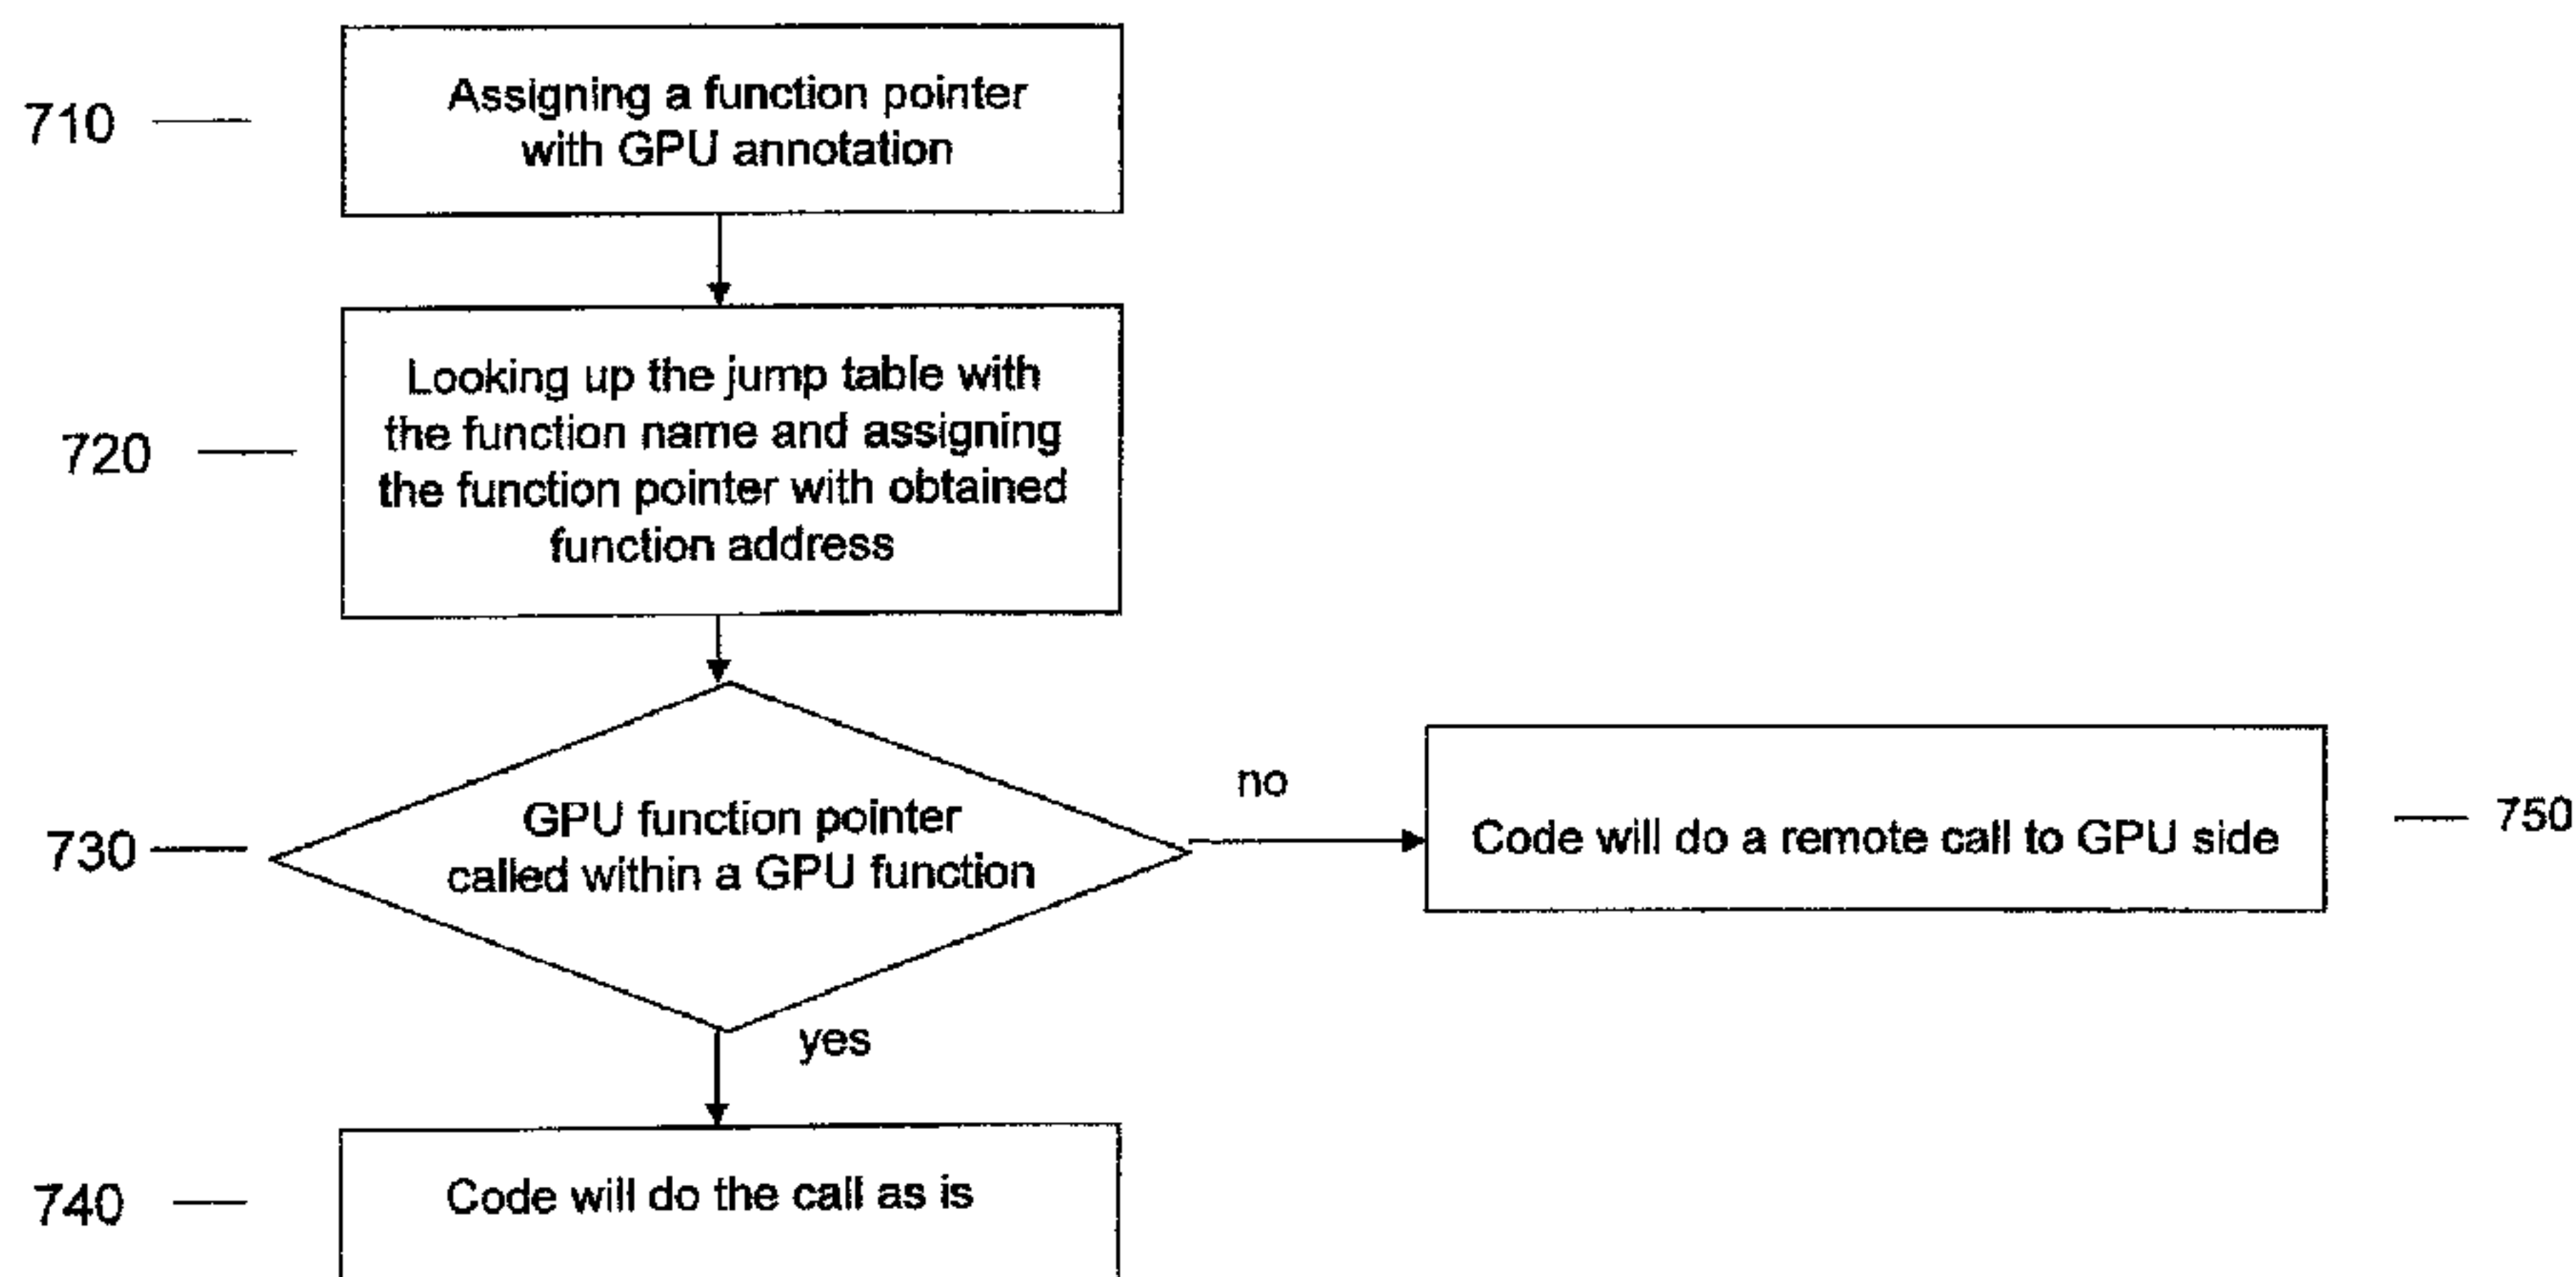 710
Assigning a function pointer
with GPU annotation
720
Looking up the jump table with
the function name and assigning
the function pointer with obtained
function address
730
GPU function pointer
called within a GPU function
no
Code will do a remote call to GPU side
750
yes
740
Code will do the call as is